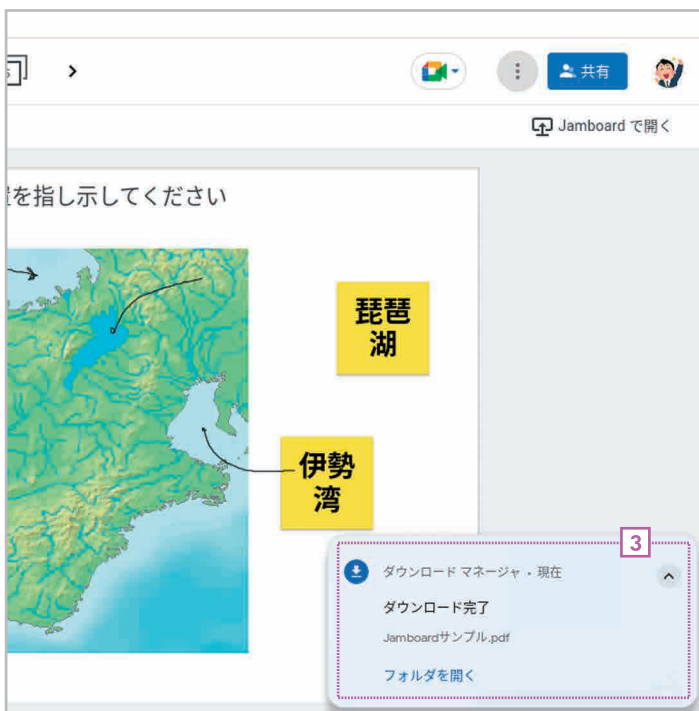 共有
Jamboard で開く
を指し示してください
琵琶
湖
伊勢
湾
3
ダウンロード マネージャ・現在
ダウンロード完了
Jamboardサンプル.pdf
フォルダを開く